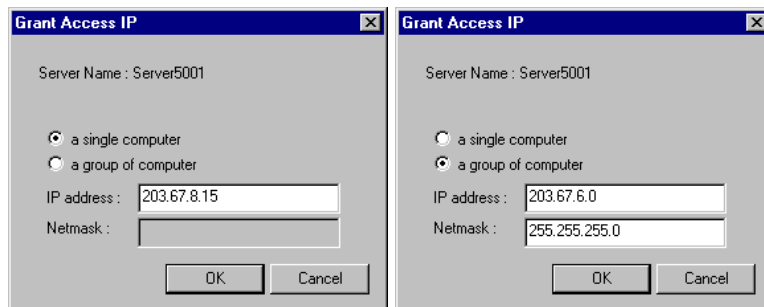 Grant Access IP
Server Name : Server5001
a single computer
a group of computer
IP address : 203.67.8.15
Netmask :
OK Cancel
Grant Access IP
Server Name : Server5001
a single computer
a group of computer
IP address : 203.67.6.0
Netmask : 255.255.255.0
OK Cancel